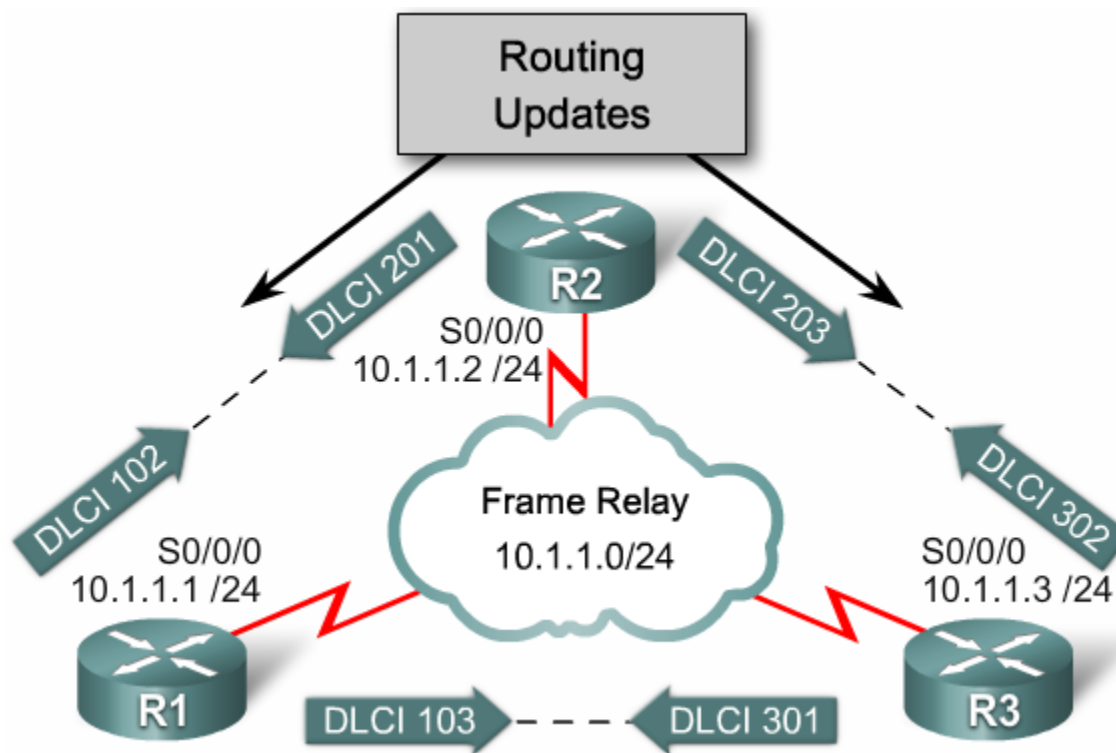 Routing
Updates
DLCI 201
R2
DLCI 203
S0/0/0
10.1.1.2 /24
DLCI 102
Frame Relay
10.1.1.0/24
DLCI 302
S0/0/0
10.1.1.1 /24
S0/0/0
10.1.1.3 /24
R1
DLCI 103
DLCI 301
R3